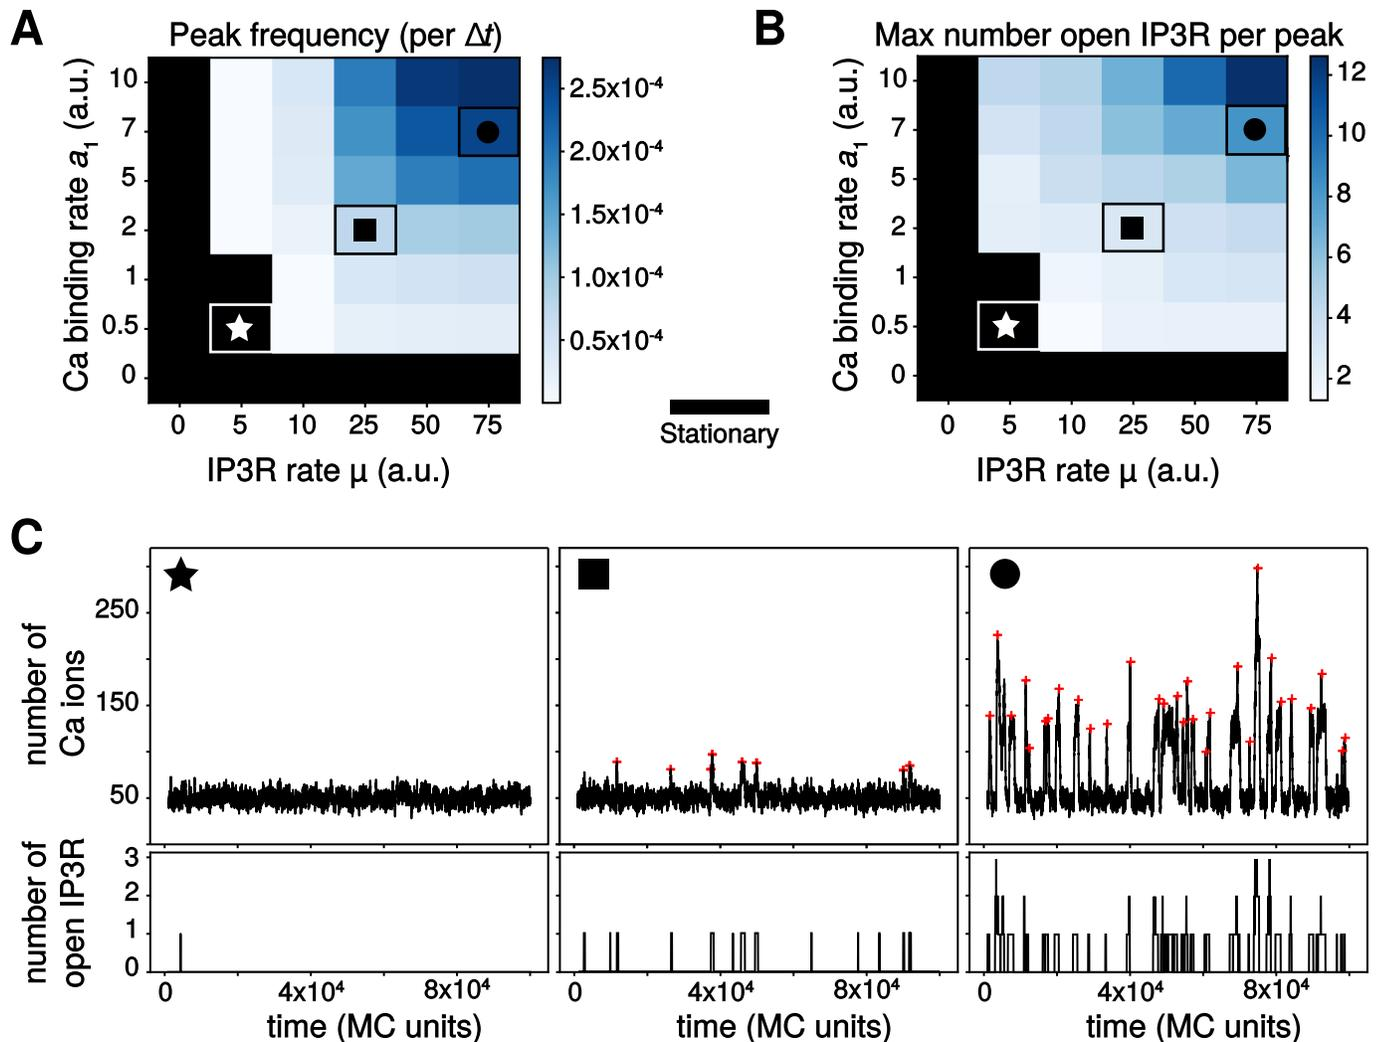 A
Peak frequency (per Δt)
Ca binding rate a₁ (a.u.)
10
7
5
2
1
0.5
0
0 5 10 25 50 75
IP3R rate μ (a.u.)
2.5x10⁻⁴
2.0x10⁻⁴
1.5x10⁻⁴
1.0x10⁻⁴
0.5x10⁻⁴
Stationary
B
Max number open IP3R per peak
Ca binding rate a₁ (a.u.)
10
7
5
2
1
0.5
0
0 5 10 25 50 75
IP3R rate μ (a.u.)
12
10
8
6
4
2
C
number of
Ca ions
250
150
50
number of
open IP3R
3
2
1
0
0 4x10⁴ 8x10⁴
time (MC units)
0 4x10⁴ 8x10⁴
time (MC units)
0 4x10⁴ 8x10⁴
time (MC units)